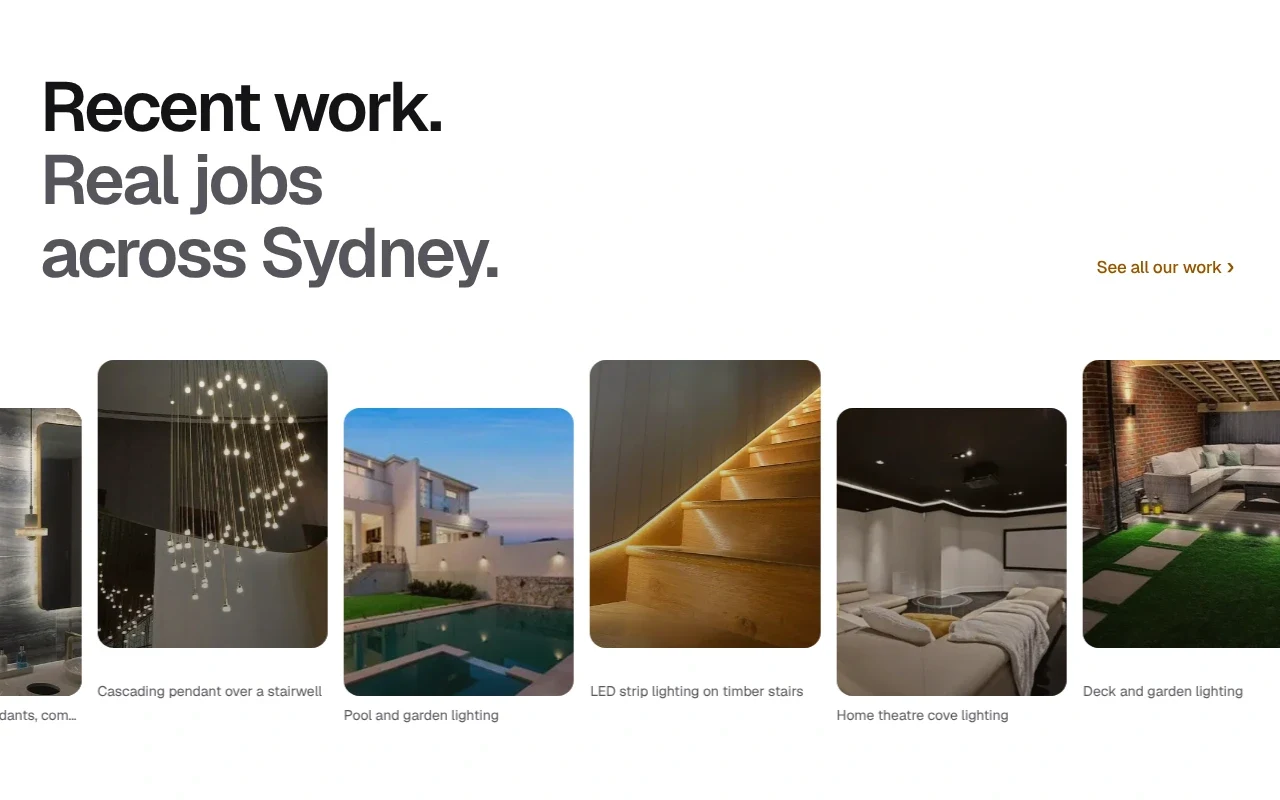 Recent work.
Real jobs
across Sydney.
See all our work ›
Cascading pendant over a stairwell
LED strip lighting on timber stairs
Deck and garden lighting
dants, com...
Pool and garden lighting
Home theatre cove lighting